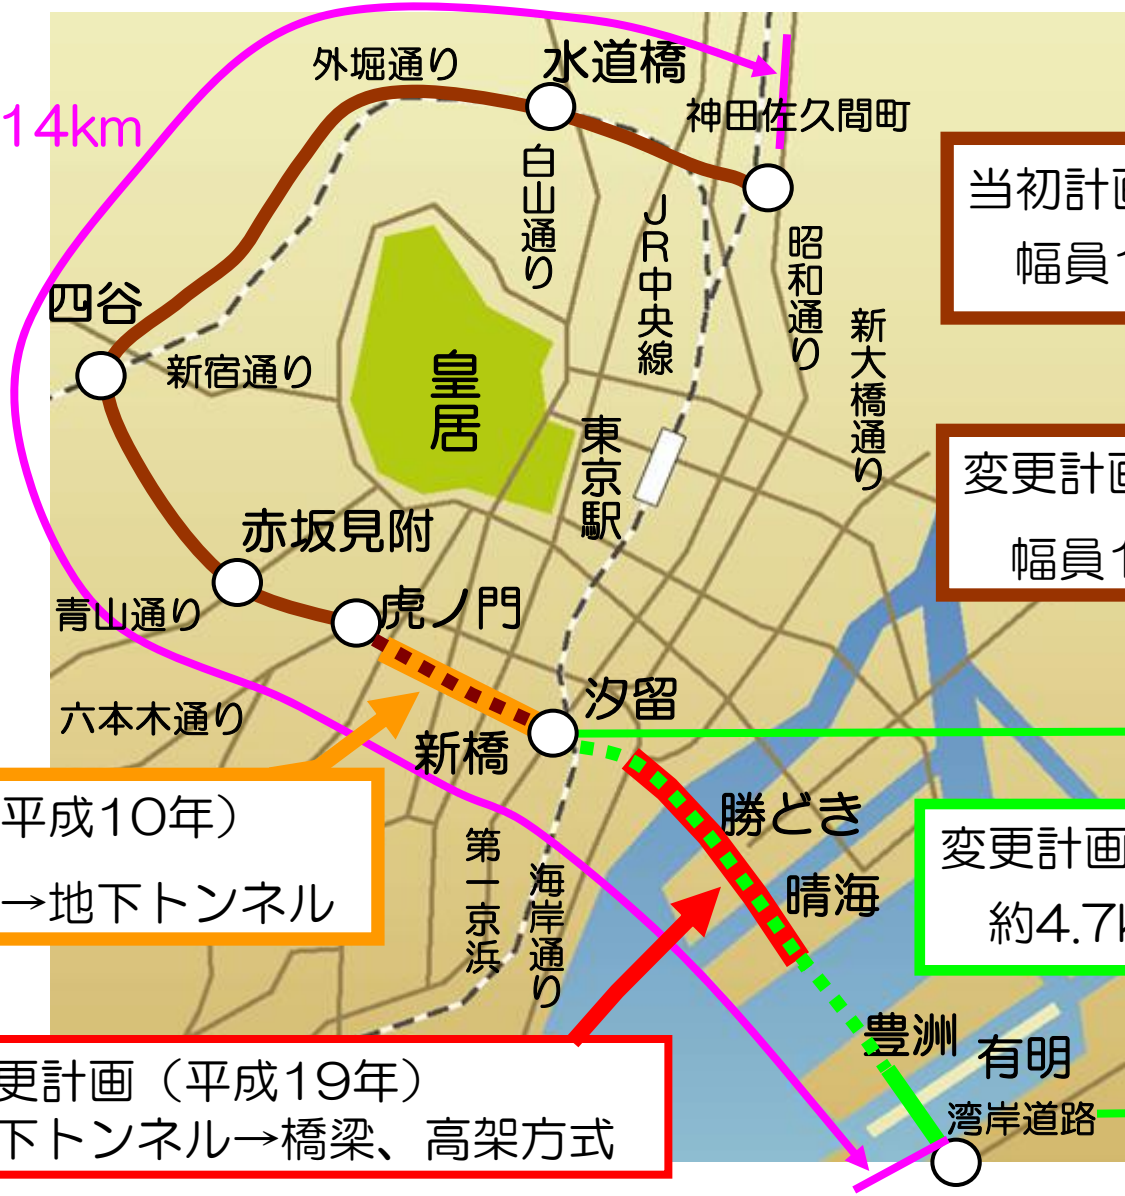 外堀通り
水道橋
神田佐久間町
14km
白山通り
JR中央線
昭和通り
新大橋通り
当初計画
幅員1
四谷
新宿通り
皇居
東京駅
変更計画
幅員1
赤坂見附
虎ノ門
青山通り
六本木通り
汐留
新橋
平成10年）
→地下トンネル
第一京浜
海岸通り
勝どき
晴海
変更計画
約4.7k
豊洲
有明
湾岸道路
更計画（平成19年）
下トンネル→橋梁、高架方式